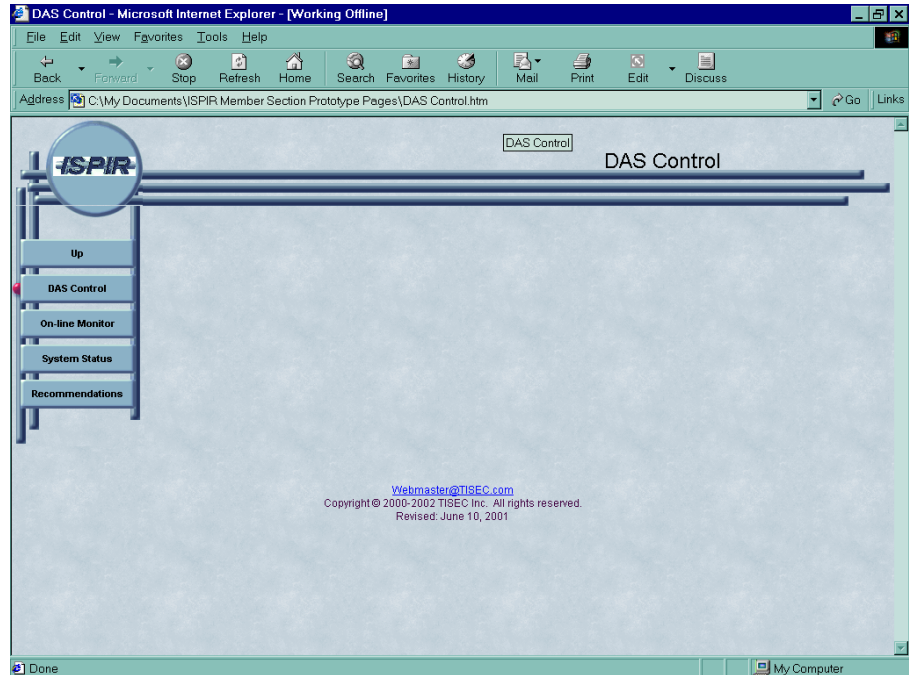 DAS Control - Microsoft Internet Explorer - [Working Offline]
File Edit View Favorites Tools Help
Back Forward Stop Refresh Home Search Favorites History Mail Print Edit Discuss
Address C:\My Documents\ISPIR Member Section Prototype Pages\DAS Control.htm Go Links
ISPIR
DAS Control
DAS Control
Up
DAS Control
On-line Monitor
System Status
Recommendations
Webmaster@TISEC.com
Copyright © 2000-2002 TISEC Inc. All rights reserved.
Revised: June 10, 2001
Done My Computer